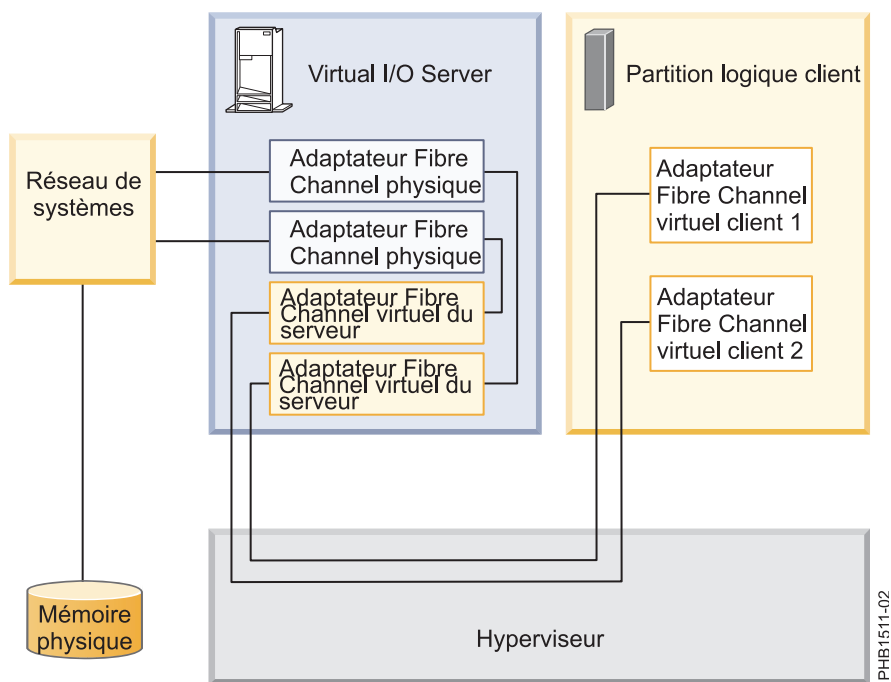 Virtual I/O Server
Partition logique client
Réseau de
systèmes
Adaptateur Fibre
Channel physique
Adaptateur Fibre
Channel physique
Adaptateur Fibre
Channel virtuel du
serveur
Adaptateur Fibre
Channel virtuel du
serveur
Adaptateur
Fibre Channel
virtuel client 1
Adaptateur
Fibre Channel
virtuel client 2
Mémoire
physique
Hyperviseur
PHB1511-02